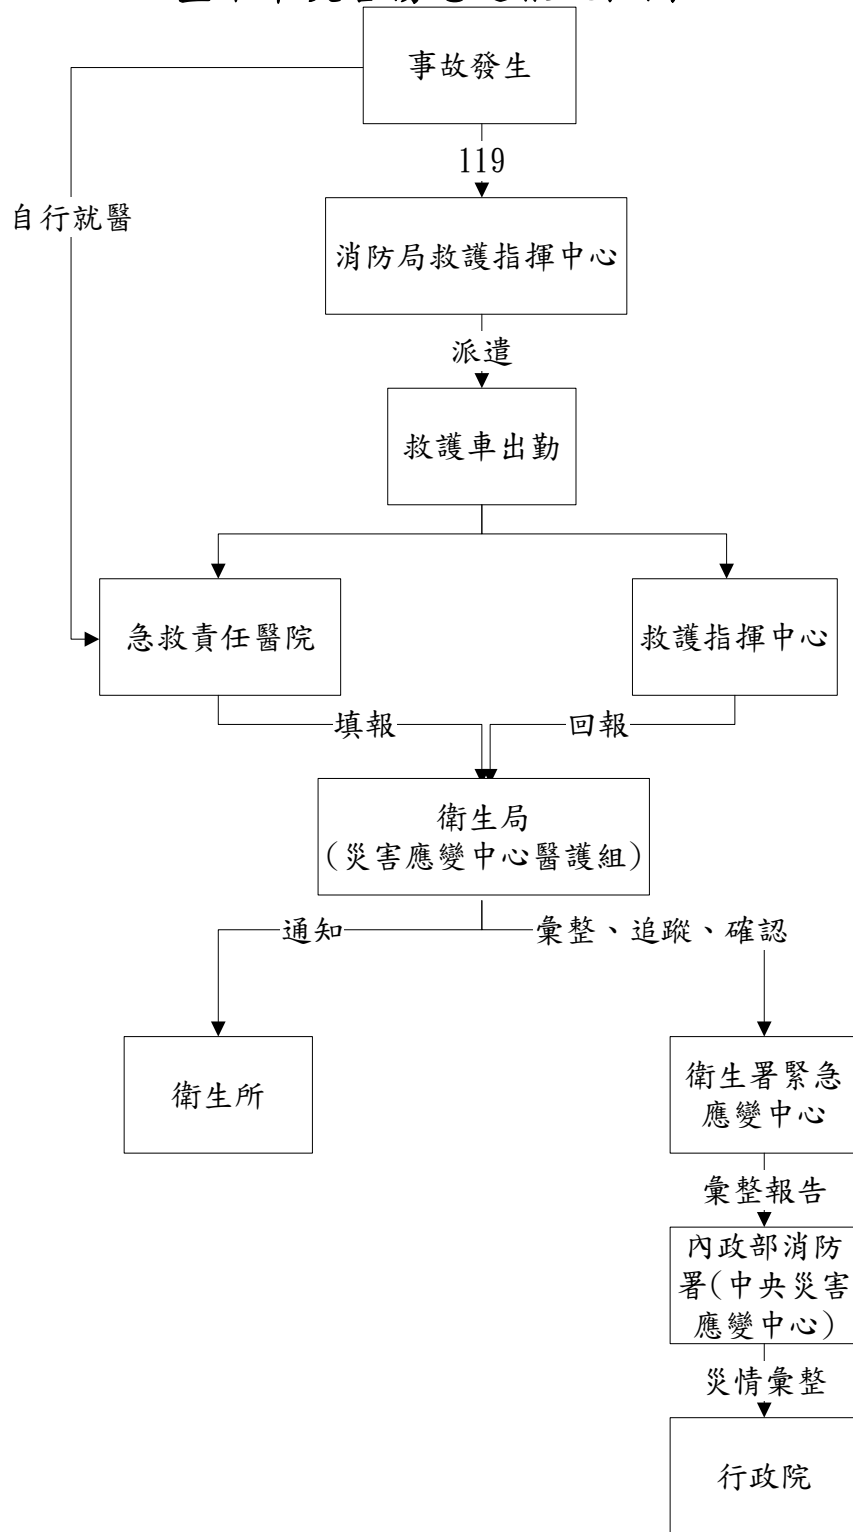 事故發生
119
自行就醫
消防局救護指揮中心
派遣
救護車出勤
急救責任醫院
救護指揮中心
填報
回報
衛生局
(災害應變中心醫護組)
通知
彙整、追蹤、確認
衛生所
衛生署緊急
應變中心
彙整報告
內政部消防
署(中央災害
應變中心)
災情彙整
行政院